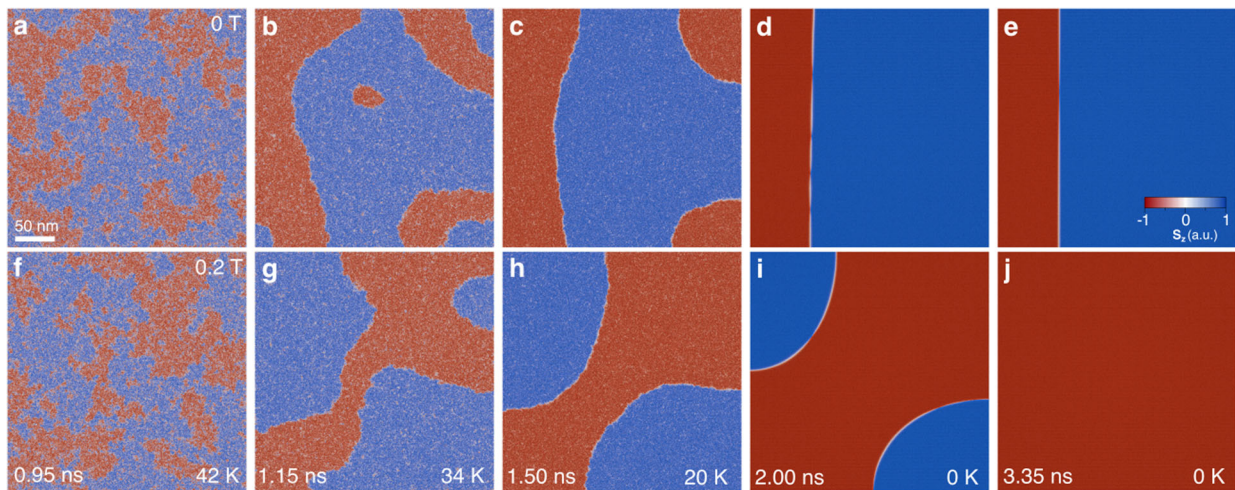 a 0 T
b
c
d
e
50 nm
-1 0 1
Sz (a.u.)
f 0.2 T
g
h
i
j
0.95 ns 42 K
1.15 ns 34 K
1.50 ns 20 K
2.00 ns 0 K
3.35 ns 0 K